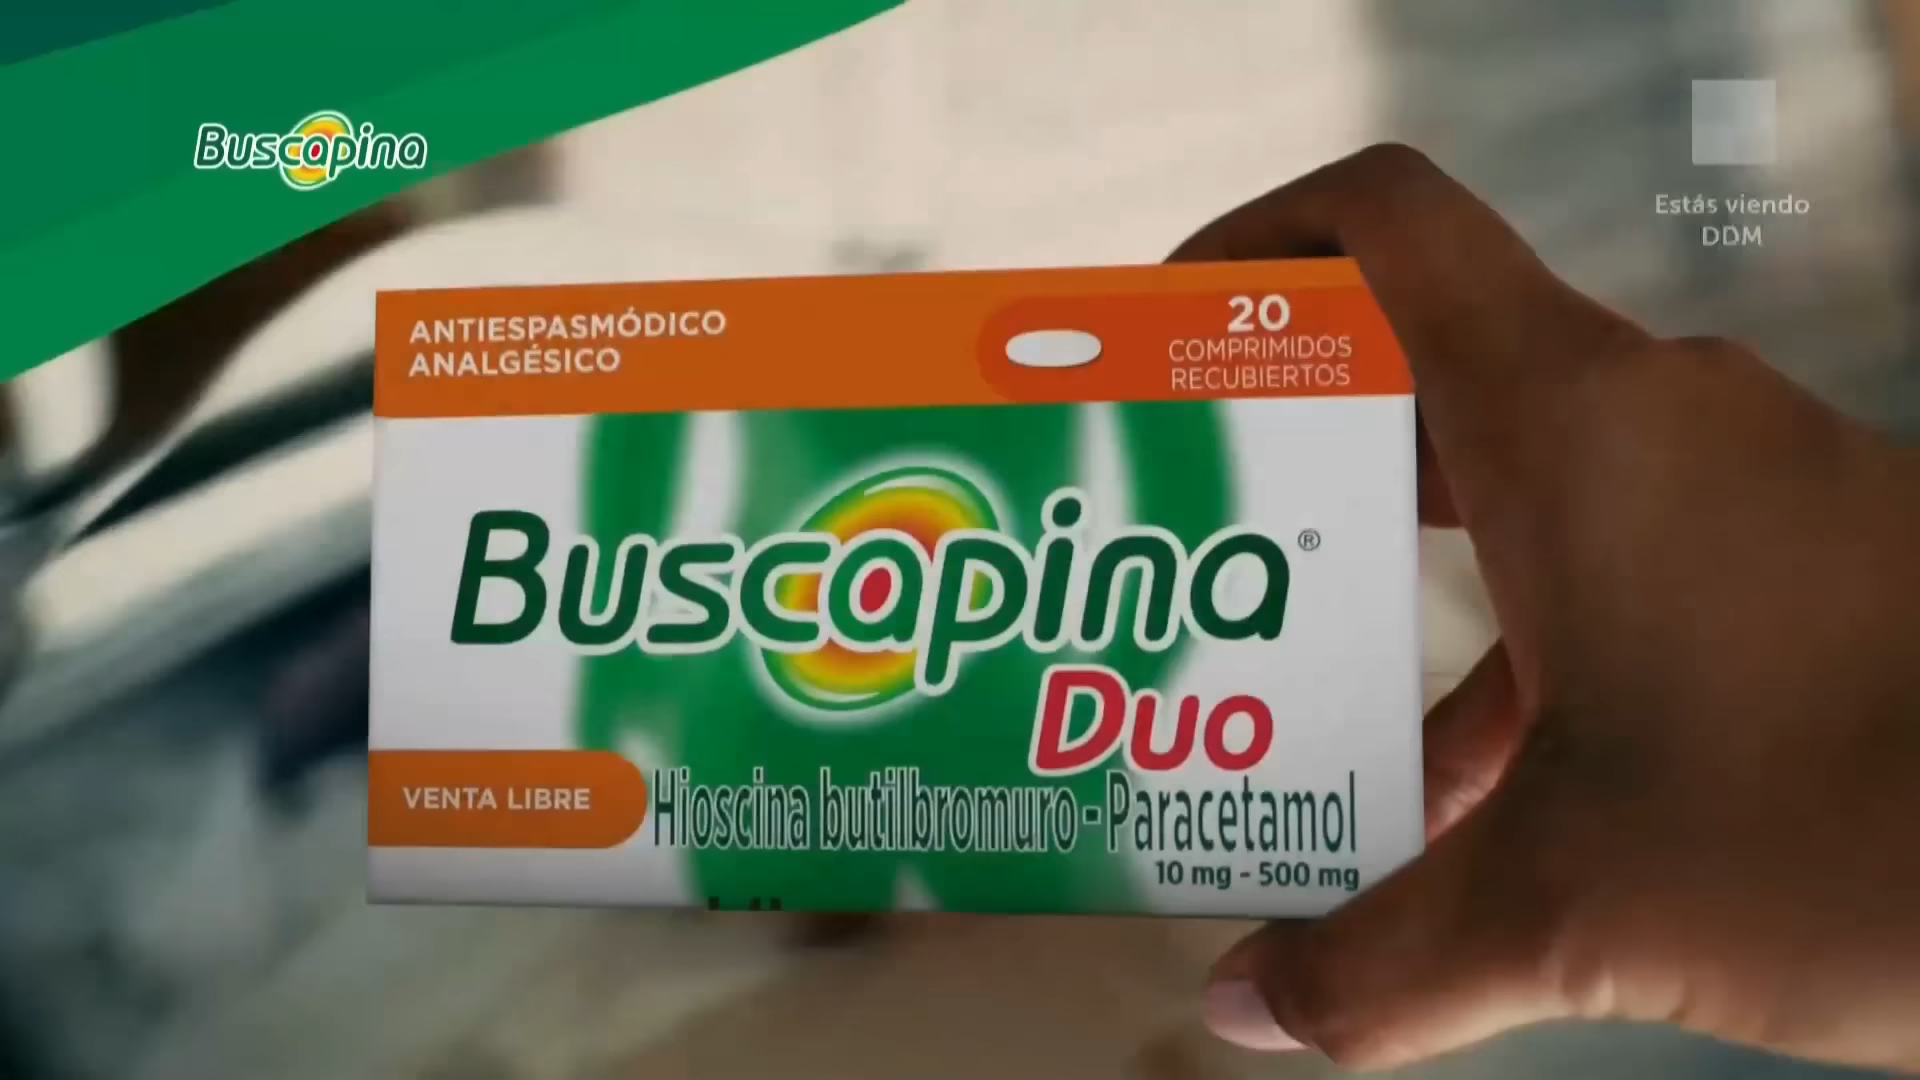 Buscapina
Estás viendo
DDM
ANTIESPASMÓDICO
ANALGÉSICO
20
COMPRIMIDOS
RECUBIERTOS
Buscapina®
Duo
VENTA LIBRE
Hioscina butilbromuro - Paracetamol
10 mg - 500 mg